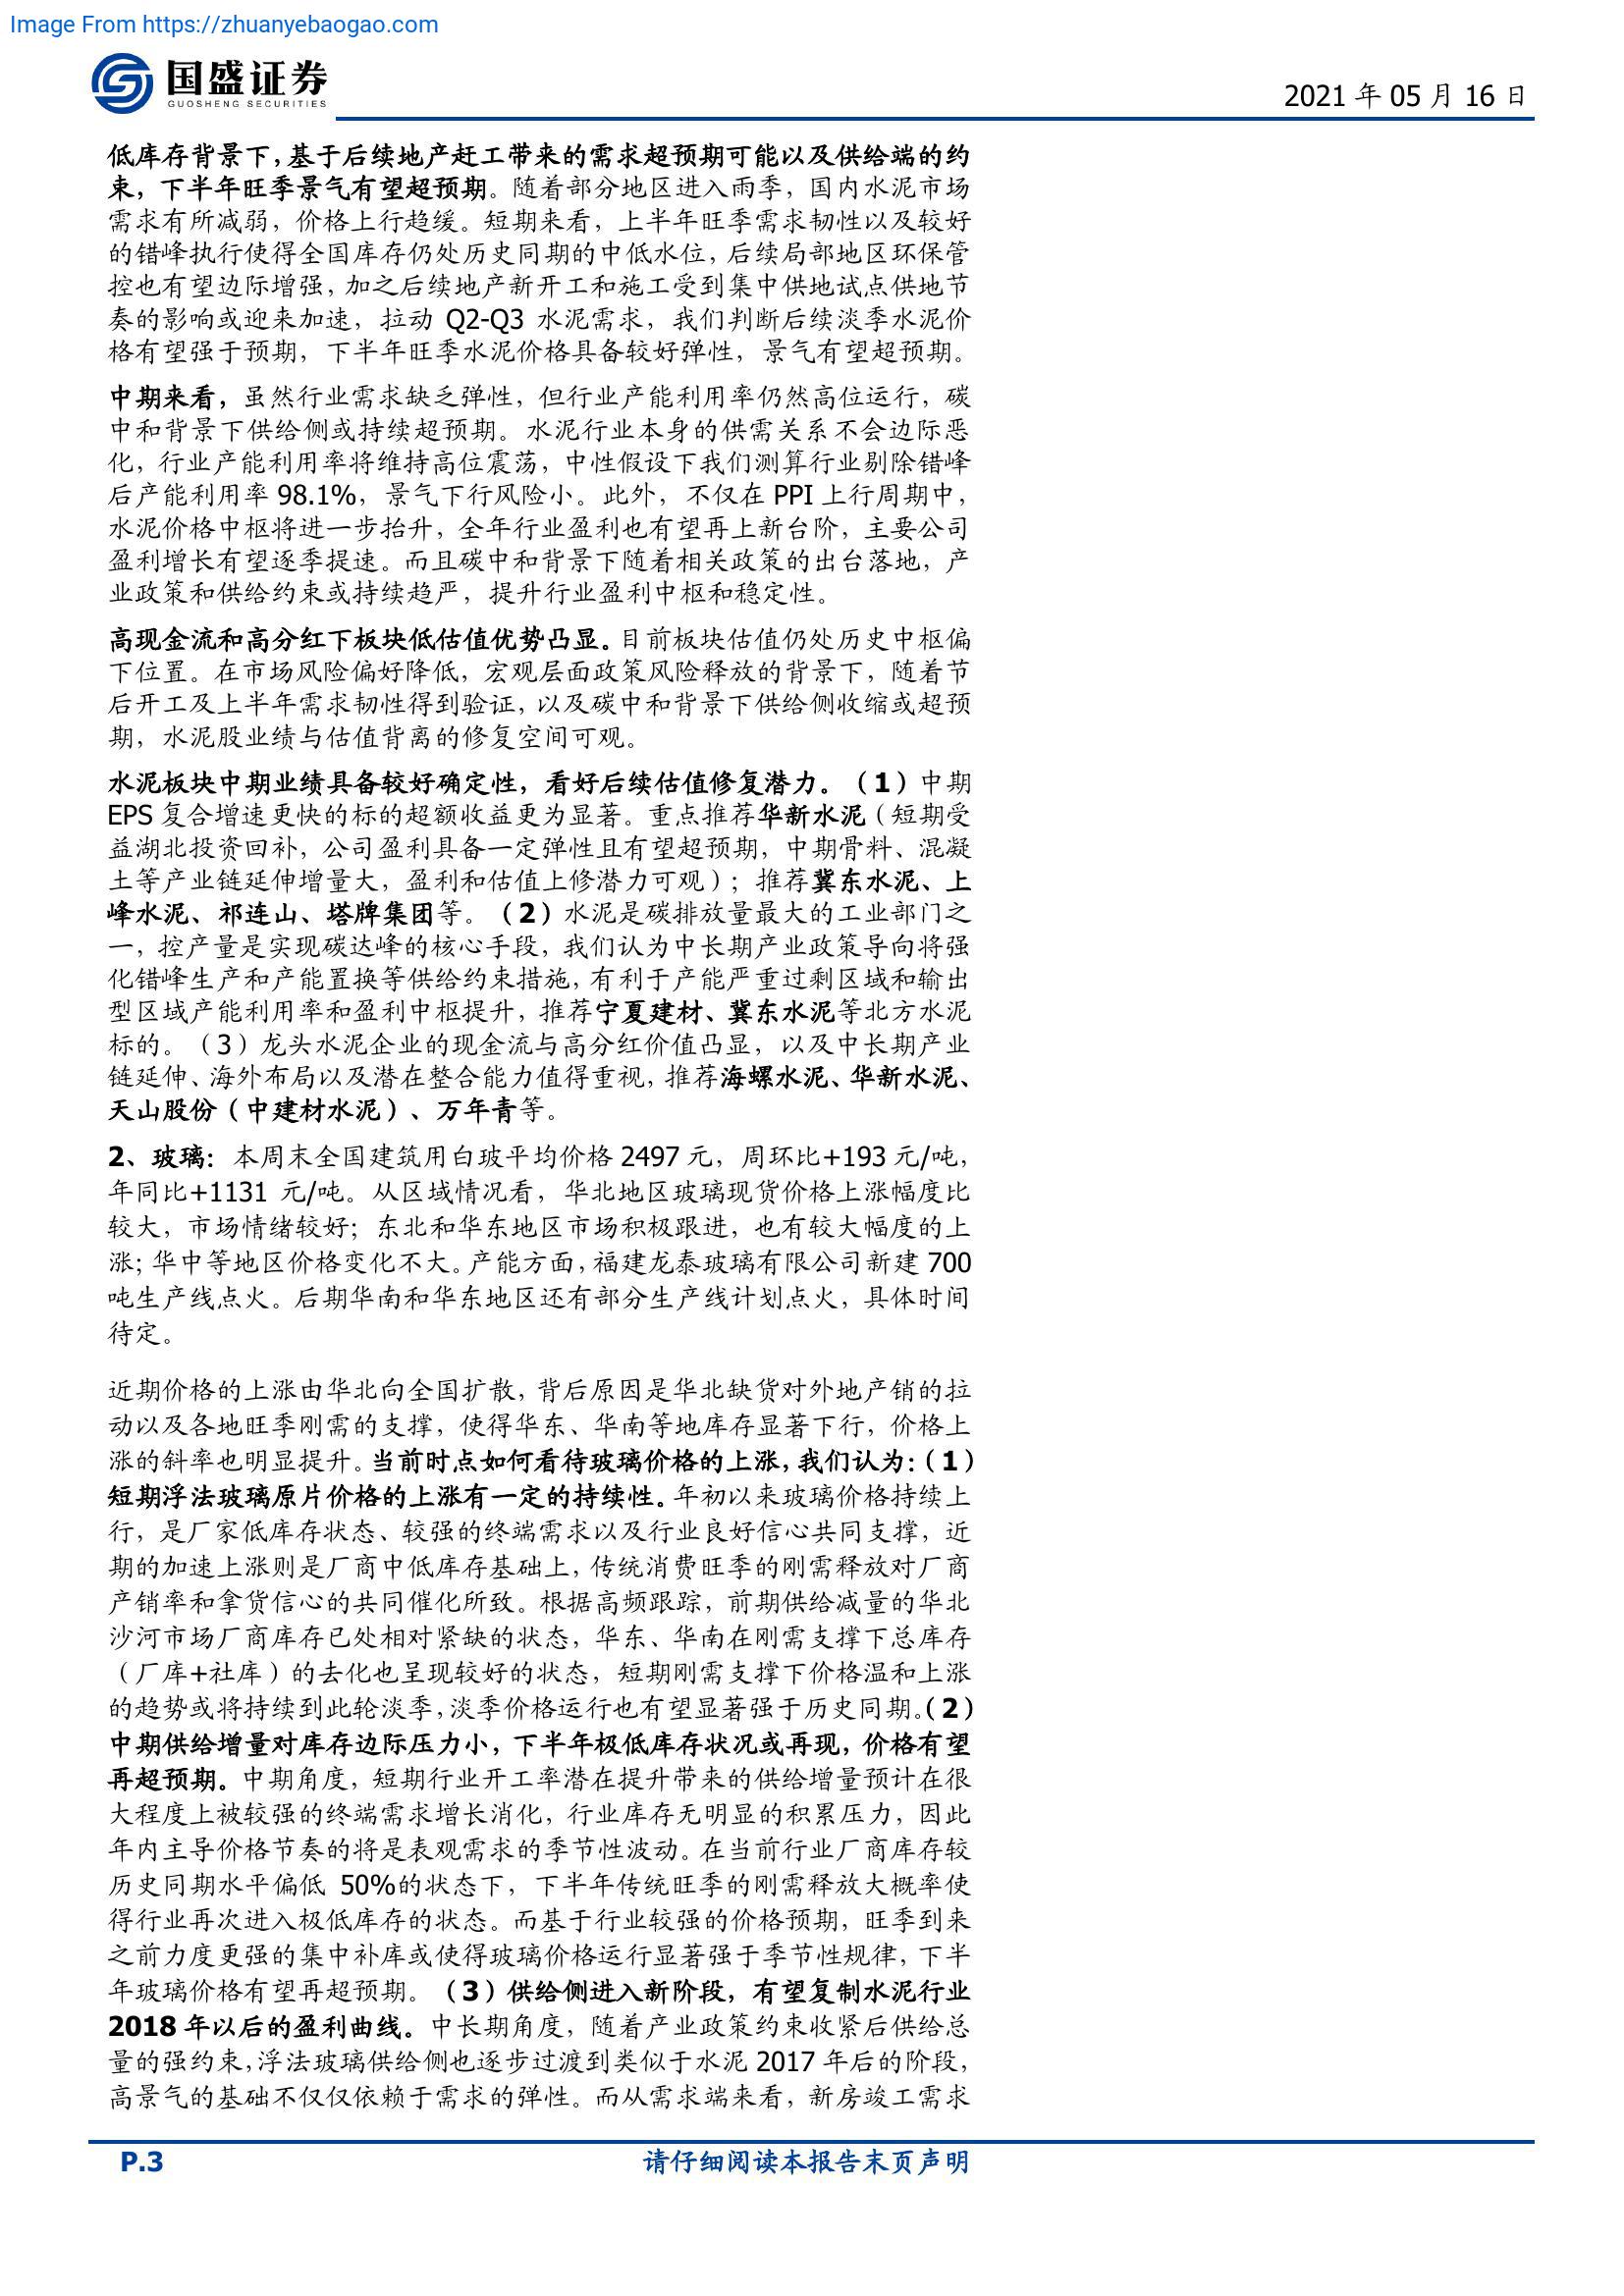 Image From https://zhuanyebaogao.com
国盛证券
GUOSHENG SECURITIES
2021 年 05 月 16 日
低库存背景下，基于后续地产赶工带来的需求超预期可能以及供给端的约
束，下半年旺季景气有望超预期。随着部分地区进入雨季，国内水泥市场
需求有所减弱，价格上行趋缓。短期来看，上半年旺季需求韧性以及较好
的错峰执行使得全国库存仍处历史同期的中低水位，后续局部地区环保管
控也有望边际增强，加之后续地产新开工和施工受到集中供地试点供地节
奏的影响或迎来加速，拉动 Q2-Q3 水泥需求，我们判断后续淡季水泥价
格有望强于预期，下半年旺季水泥价格具备较好弹性，景气有望超预期。
中期来看，虽然行业需求缺乏弹性，但行业产能利用率仍然高位运行，碳
中和背景下供给侧或持续超预期。水泥行业本身的供需关系不会边际恶
化，行业产能利用率将维持高位震荡，中性假设下我们测算行业剔除错峰
后产能利用率 98.1%，景气下行风险小。此外，不仅在 PPI 上行周期中，
水泥价格中枢将进一步抬升，全年行业盈利也有望再上新台阶，主要公司
盈利增长有望逐季提速。而且碳中和背景下随着相关政策的出台落地，产
业政策和供给约束或持续趋严，提升行业盈利中枢和稳定性。
高现金流和高分红下板块低估值优势凸显。目前板块估值仍处历史中枢偏
下位置。在市场风险偏好降低，宏观层面政策风险释放的背景下，随着节
后开工及上半年需求韧性得到验证，以及碳中和背景下供给侧收缩或超预
期，水泥股业绩与估值背离的修复空间可观。
水泥板块中期业绩具备较好确定性，看好后续估值修复潜力。（1）中期
EPS 复合增速更快的标的超额收益更为显著。重点推荐华新水泥（短期受
益湖北投资回补，公司盈利具备一定弹性且有望超预期，中期骨料、混凝
土等产业链延伸增量大，盈利和估值上修潜力可观）；推荐冀东水泥、上
峰水泥、祁连山、塔牌集团等。（2）水泥是碳排放量最大的工业部门之
一，控产量是实现碳达峰的核心手段，我们认为中长期产业政策导向将强
化错峰生产和产能置换等供给约束措施，有利于产能严重过剩区域和输出
型区域产能利用率和盈利中枢提升，推荐宁夏建材、冀东水泥等北方水泥
标的。（3）龙头水泥企业的现金流与高分红价值凸显，以及中长期产业
链延伸、海外布局以及潜在整合能力值得重视，推荐海螺水泥、华新水泥、
天山股份（中建材水泥）、万年青等。
2、玻璃：本周末全国建筑用白玻平均价格 2497 元，周环比+193 元/吨，
年同比+1131 元/吨。从区域情况看，华北地区玻璃现货价格上涨幅度比
较大，市场情绪较好；东北和华东地区市场积极跟进，也有较大幅度的上
涨；华中等地区价格变化不大。产能方面，福建龙泰玻璃有限公司新建 700
吨生产线点火。后期华南和华东地区还有部分生产线计划点火，具体时间
待定。
近期价格的上涨由华北向全国扩散，背后原因是华北缺货对外地产销的拉
动以及各地旺季刚需的支撑，使得华东、华南等地库存显著下行，价格上
涨的斜率也明显提升。当前时点如何看待玻璃价格的上涨，我们认为：（1）
短期浮法玻璃原片价格的上涨有一定的持续性。年初以来玻璃价格持续上
行，是厂家低库存状态、较强的终端需求以及行业良好信心共同支撑，近
期的加速上涨则是厂商中低库存基础上，传统消费旺季的刚需释放对厂商
产销率和拿货信心的共同催化所致。根据高频跟踪，前期供给减量的华北
沙河市场厂商库存已处相对紧缺的状态，华东、华南在刚需支撑下总库存
（厂库+社库）的去化也呈现较好的状态，短期刚需支撑下价格温和上涨
的趋势或将持续到此轮淡季，淡季价格运行也有望显著强于历史同期。（2）
中期供给增量对库存边际压力小，下半年极低库存状况或再现，价格有望
再超预期。中期角度，短期行业开工率潜在提升带来的供给增量预计在很
大程度上被较强的终端需求增长消化，行业库存无明显的积累压力，因此
年内主导价格节奏的将是表观需求的季节性波动。在当前行业厂商库存较
历史同期水平偏低 50%的状态下，下半年传统旺季的刚需释放大概率使
得行业再次进入极低库存的状态。而基于行业较强的价格预期，旺季到来
之前力度更强的集中补库或使得玻璃价格运行显著强于季节性规律，下半
年玻璃价格有望再超预期。（3）供给侧进入新阶段，有望复制水泥行业
2018 年以后的盈利曲线。中长期角度，随着产业政策约束收紧后供给总
量的强约束，浮法玻璃供给侧也逐步过渡到类似于水泥 2017 年后的阶段，
高景气的基础不仅仅依赖于需求的弹性。而从需求端来看，新房竣工需求
P.3
请仔细阅读本报告末页声明